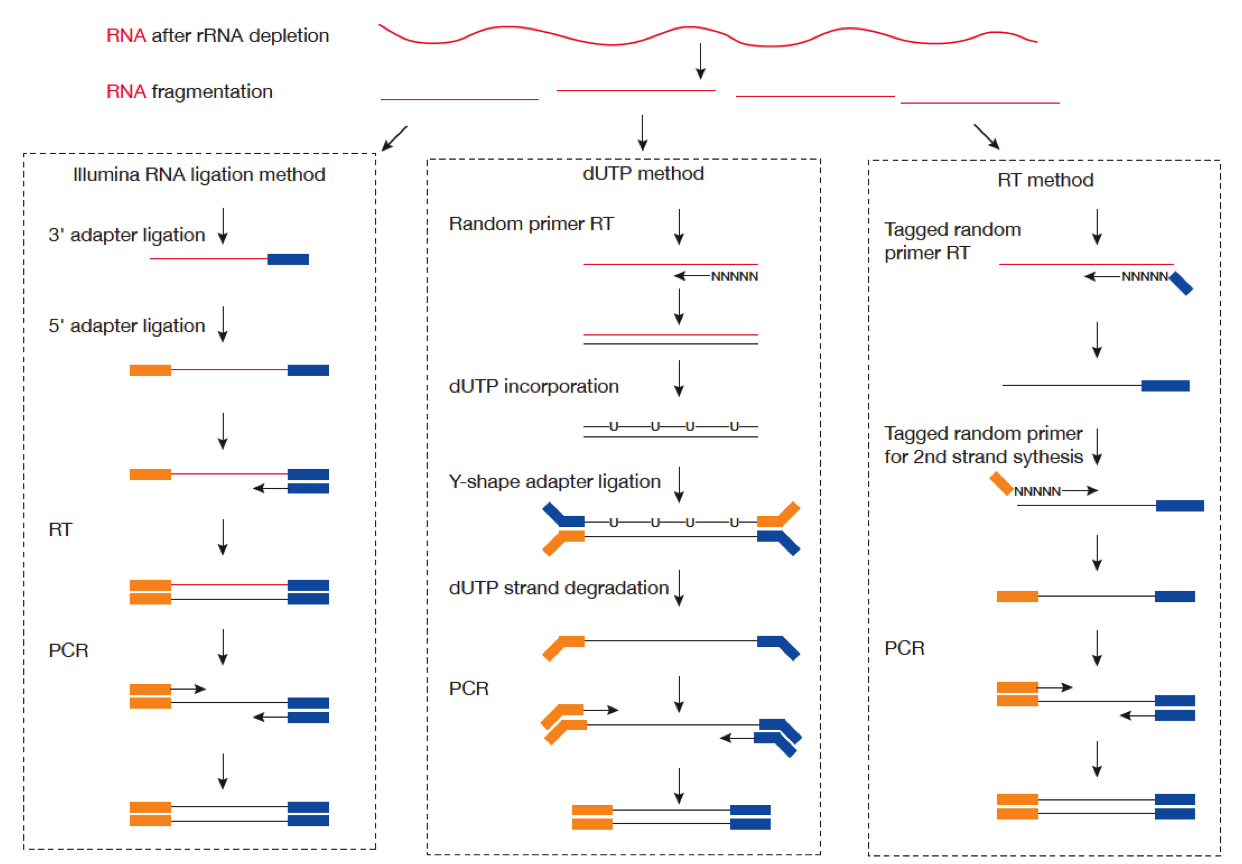 RNA after rRNA depletion
RNA fragmentation
Illumina RNA ligation method
3' adapter ligation
5' adapter ligation
RT
PCR
dUTP method
Random primer RT
NNNNN
dUTP incorporation
U U U U
Y-shape adapter ligation
U U U U
dUTP strand degradation
PCR
RT method
Tagged random
primer RT
NNNNN
Tagged random primer
for 2nd strand sythesis
NNNNN
PCR